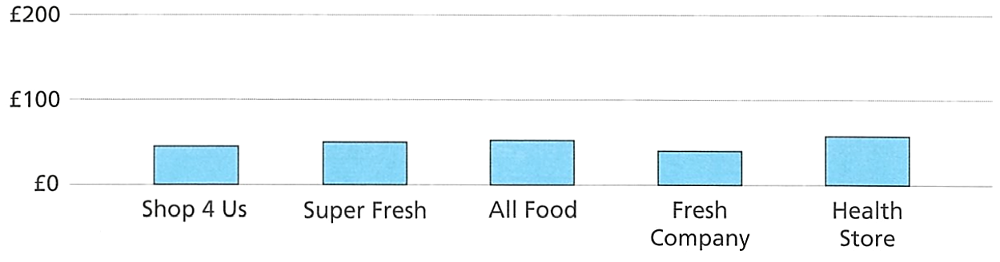 £200
£100
£0
Shop 4 Us
Super Fresh
All Food
Fresh
Company
Health
Store